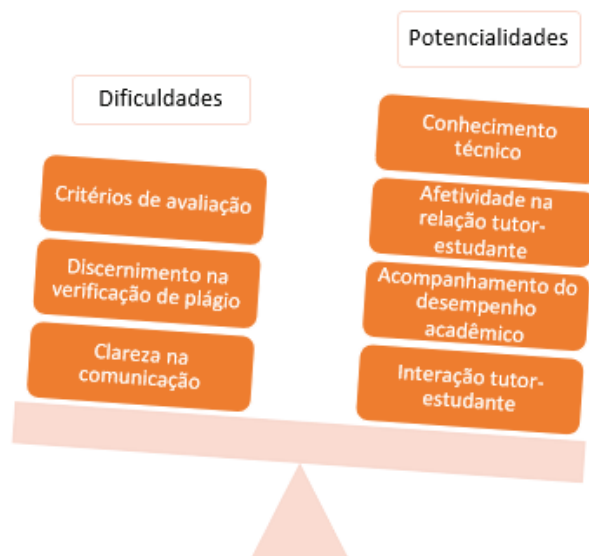 Dificuldades
Critérios de avaliação
Discernimento na
verificação de plágio
Clareza na
comunicação
Potencialidades
Conhecimento
técnico
Afetividade na
relação tutor-
estudante
Acompanhamento do
desempenho
acadêmico
Interação tutor-
estudante